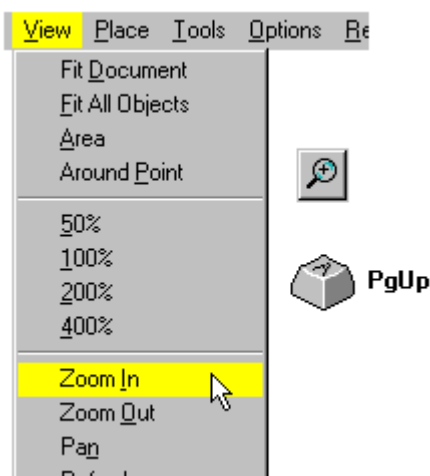 View Place Tools Options Re
Fit Document
Fit All Objects
Area
Around Point
50%
100%
200%
400%
PgUp
Zoom In
Zoom Out
Pan